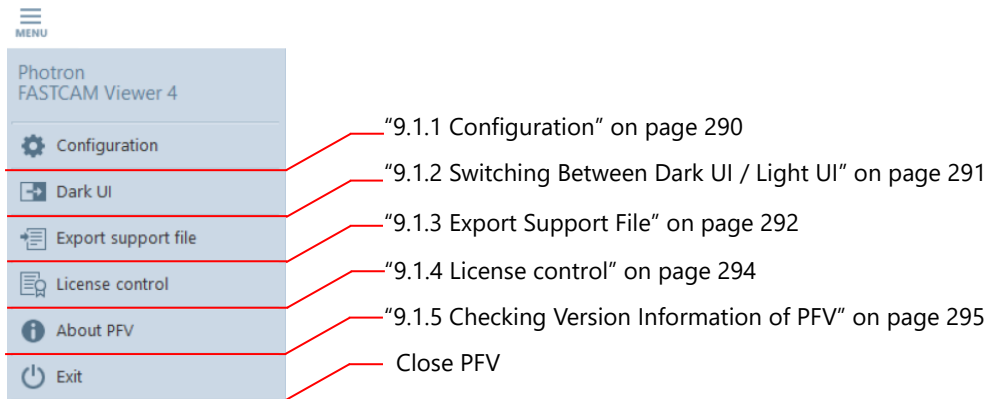 MENU
Photron
FASTCAM Viewer 4
Configuration
Dark UI
Export support file
License control
About PFV
Exit
“9.1.1 Configuration” on page 290
“9.1.2 Switching Between Dark UI / Light UI” on page 291
“9.1.3 Export Support File” on page 292
“9.1.4 License control” on page 294
“9.1.5 Checking Version Information of PFV” on page 295
Close PFV